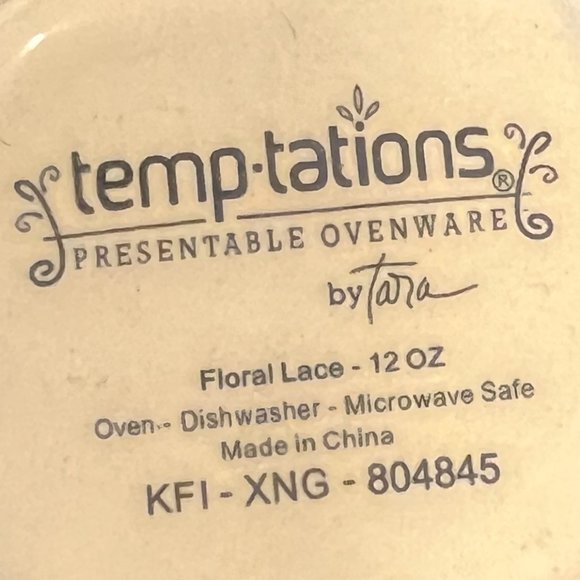 temp·tations®
PRESENTABLE OVENWARE
by Tara
Floral Lace - 12 OZ
Oven - Dishwasher - Microwave Safe
Made in China
KFI - XNG - 804845